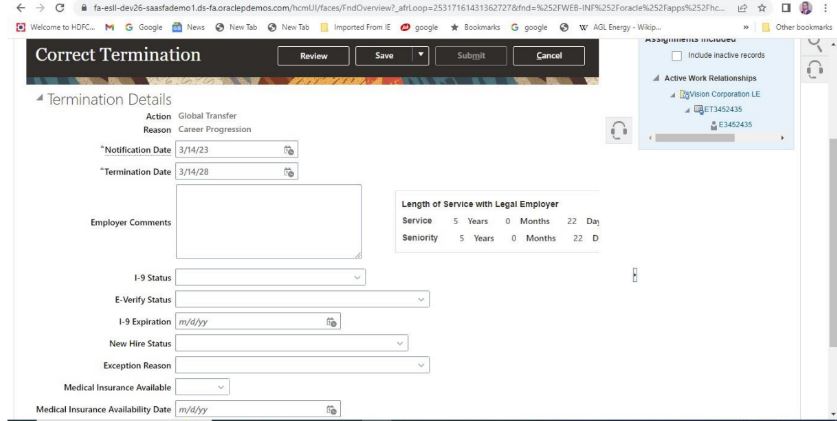 fa-esll-dev26-saasfademo1.ds-fa.oraclepdemos.com/hcmUI/faces/FndOverview?_afrLoop=25317161431362727&fnd=%252FWEB-INF%252Foracle%252Fapps%252Fhc...
Welcome to HDFC... G Google News New Tab New Tab Imported From IE google Bookmarks G google W AGL Energy - Wikip... » Other bookmarks
Correct Termination Review Save Submit Cancel
Assignments Included
Include inactive records
Active Work Relationships
Vision Corporation LE
ET3452435
E3452435
Termination Details
Action Global Transfer
Reason Career Progression
*Notification Date 3/14/23
*Termination Date 3/14/28
Employer Comments
Length of Service with Legal Employer
Service 5 Years 0 Months 22 Day
Seniority 5 Years 0 Months 22 D
I-9 Status
E-Verify Status
I-9 Expiration m/d/yy
New Hire Status
Exception Reason
Medical Insurance Available
Medical Insurance Availability Date m/d/yy